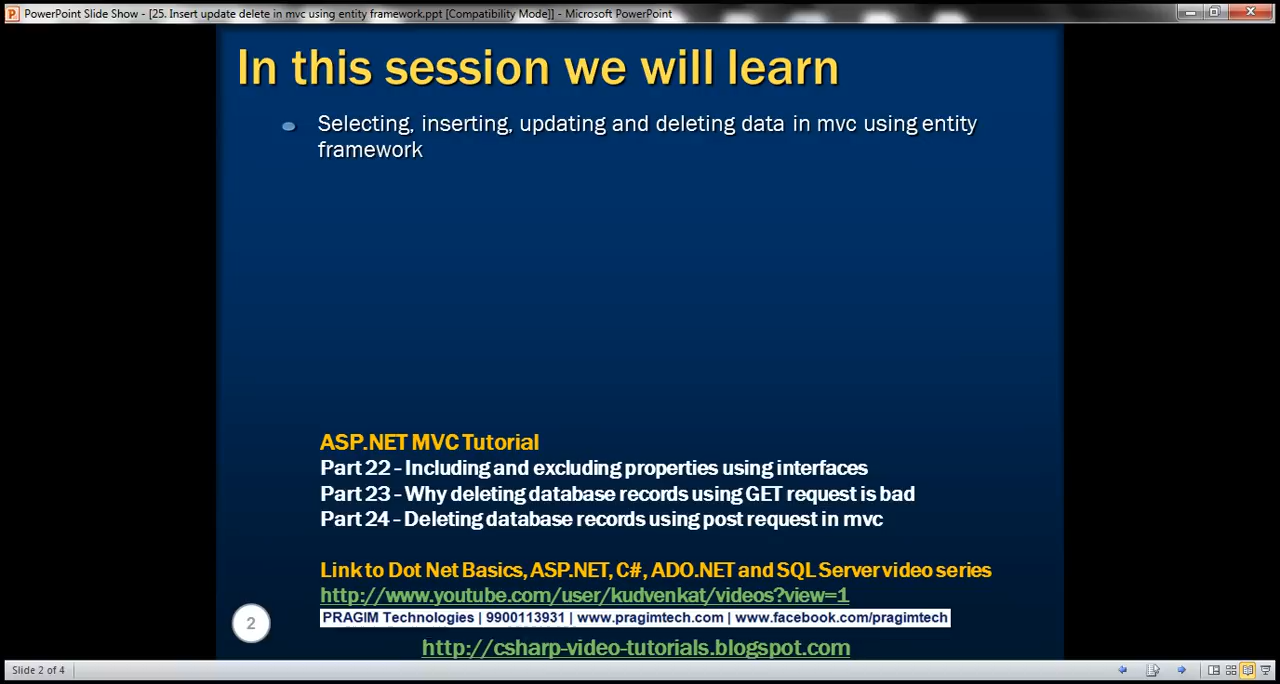 PowerPoint Slide Show - [25. Insert update delete in mvc using entity framework.ppt [Compatibility Mode]] - Microsoft PowerPoint
In this session we will learn
Selecting, inserting, updating and deleting data in mvc using entity
framework
ASP.NET MVC Tutorial
Part 22 - Including and excluding properties using interfaces
Part 23 - Why deleting database records using GET request is bad
Part 24 - Deleting database records using post request in mvc
Link to Dot Net Basics, ASP.NET, C#, ADO.NET and SQL Server video series
http://www.youtube.com/user/kudvenkat/videos?view=1
PRAGIM Technologies | 9900113931 | www.pragimtech.com | www.facebook.com/pragimtech
2
http://csharp-video-tutorials.blogspot.com
Slide 2 of 4